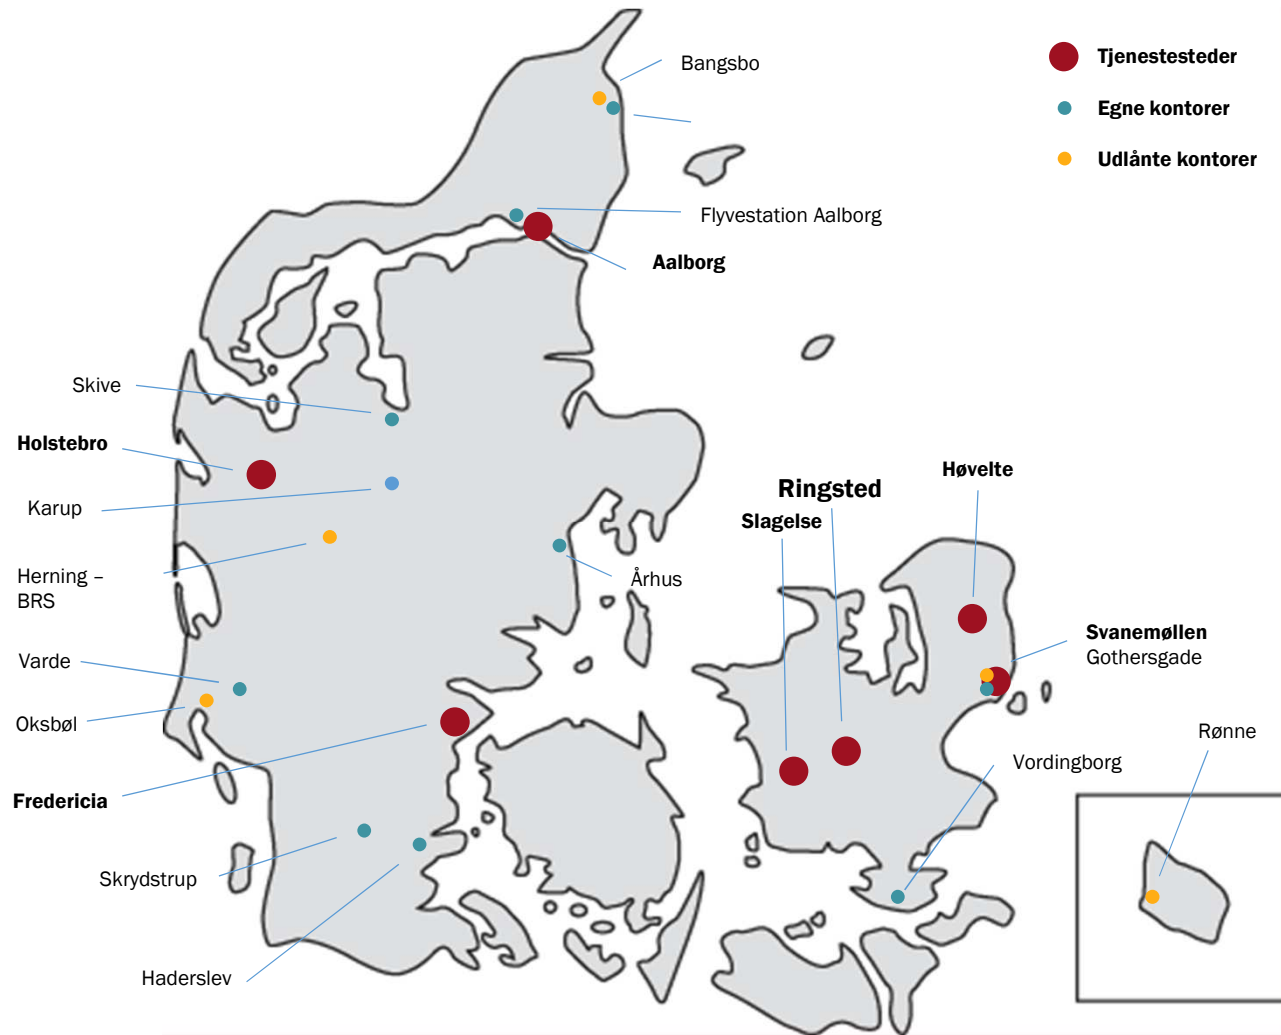 Bangsbo
Tjenestesteder
Egne kontorer
Udlånte kontorer
Flyvestation Aalborg
Aalborg
Skive
Holstebro
Karup
Herning –
BRS
Århus
Varde
Oksbøl
Fredericia
Skrydstrup
Haderslev
Høvelte
Ringsted
Slagelse
Svanemøllen
Gothersgade
Vordingborg
Rønne